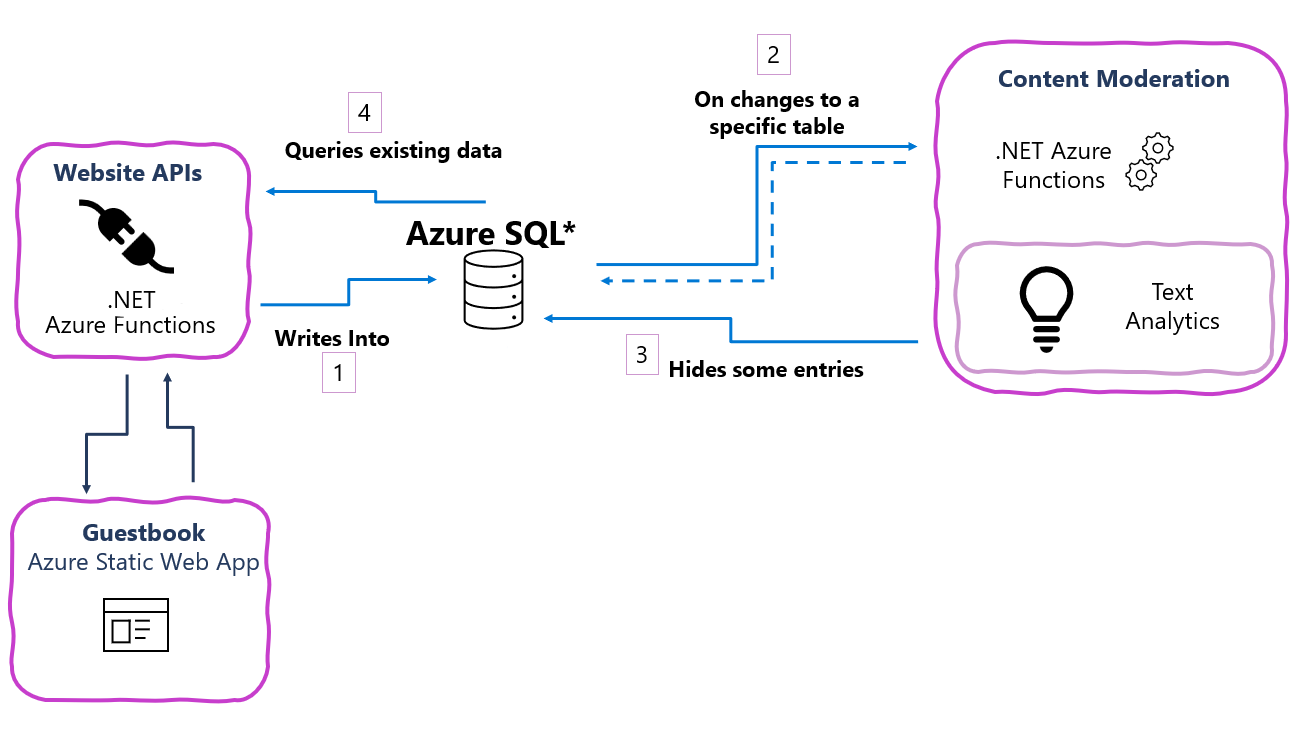 2
On changes to a
specific table
Content Moderation
4
Queries existing data
.NET Azure
Functions
Website APIs
Azure SQL*
.NET
Azure Functions
Writes Into
1
3
Hides some entries
Text
Analytics
Guestbook
Azure Static Web App